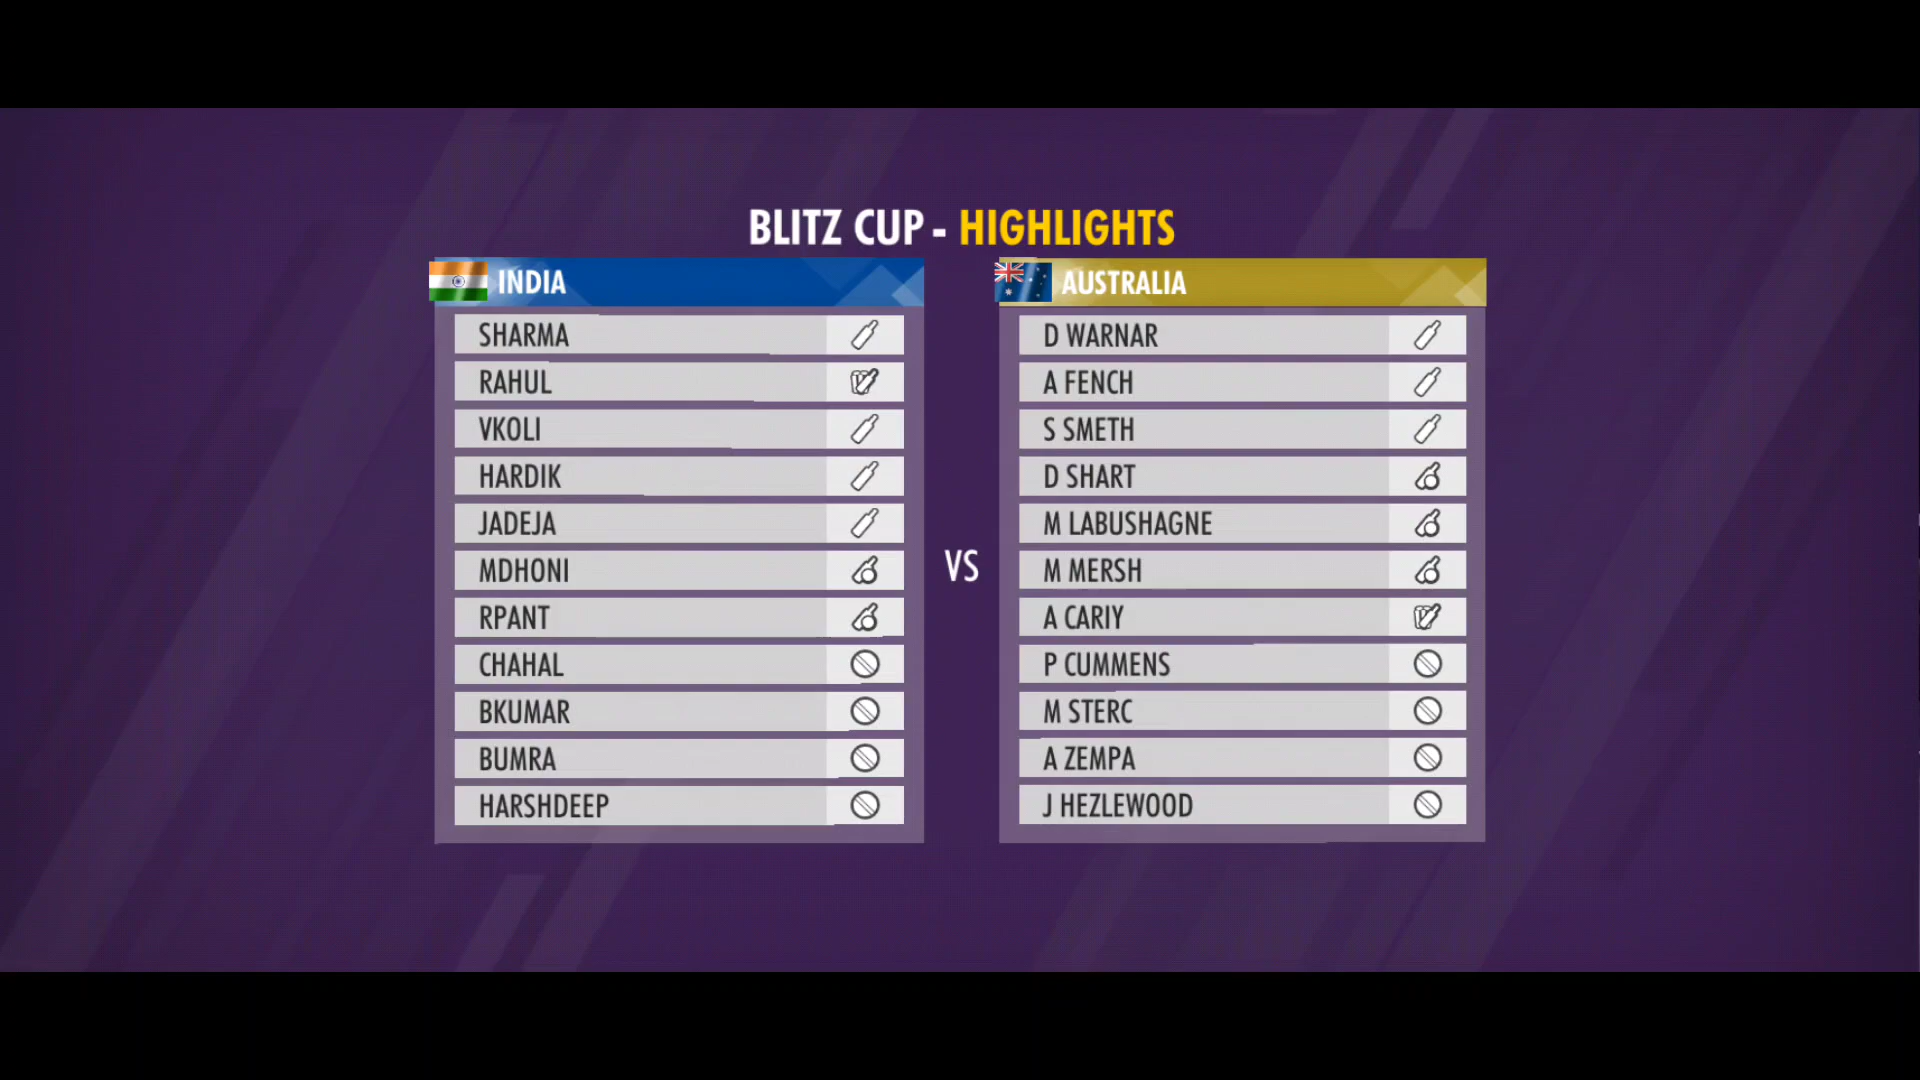 BLITZ CUP - HIGHLIGHTS
INDIA
SHARMA
RAHUL
VKOLI
HARDIK
JADEJA
MDHONI
RPANT
CHAHAL
BKUMAR
BUMRA
HARSHDEEP
VS
AUSTRALIA
D WARNAR
A FENCH
S SMETH
D SHART
M LABUSHAGNE
M MERSH
A CARIY
P CUMMENS
M STERC
A ZEMPA
J HEZLEWOOD